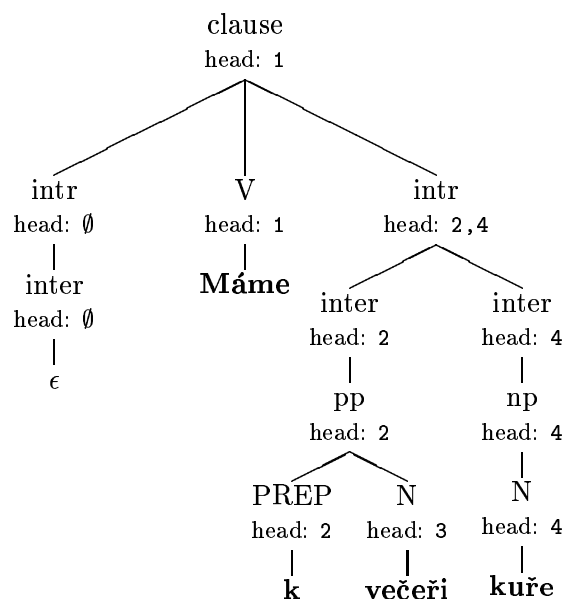 clause
head: 1
intr V intr
head: ∅ head: 1 head: 2,4
inter Máme inter inter
head: ∅ head: 2 head: 4
ϵ pp np
head: 2 head: 4
PREP N N
head: 2 head: 3 head: 4
k večeři kuře